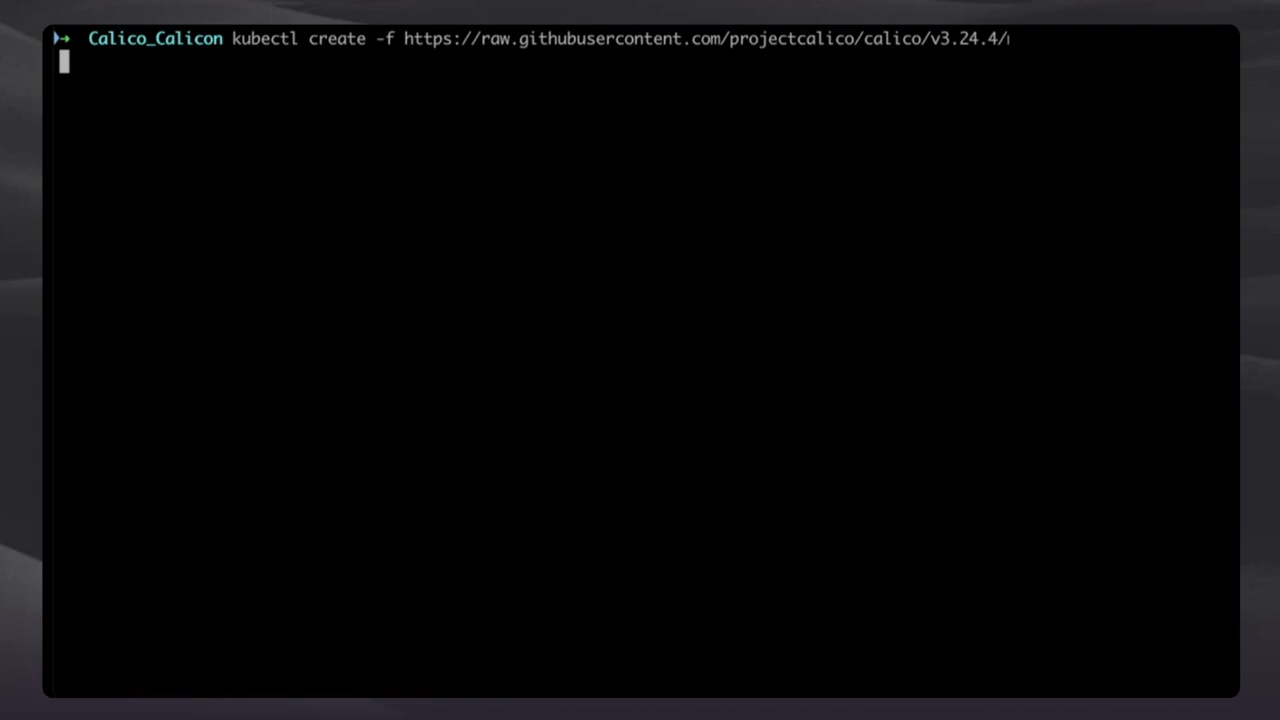 → Calico_Calicon kubectl create -f https://raw.githubusercontent.com/projectcalico/calico/v3.24.4/